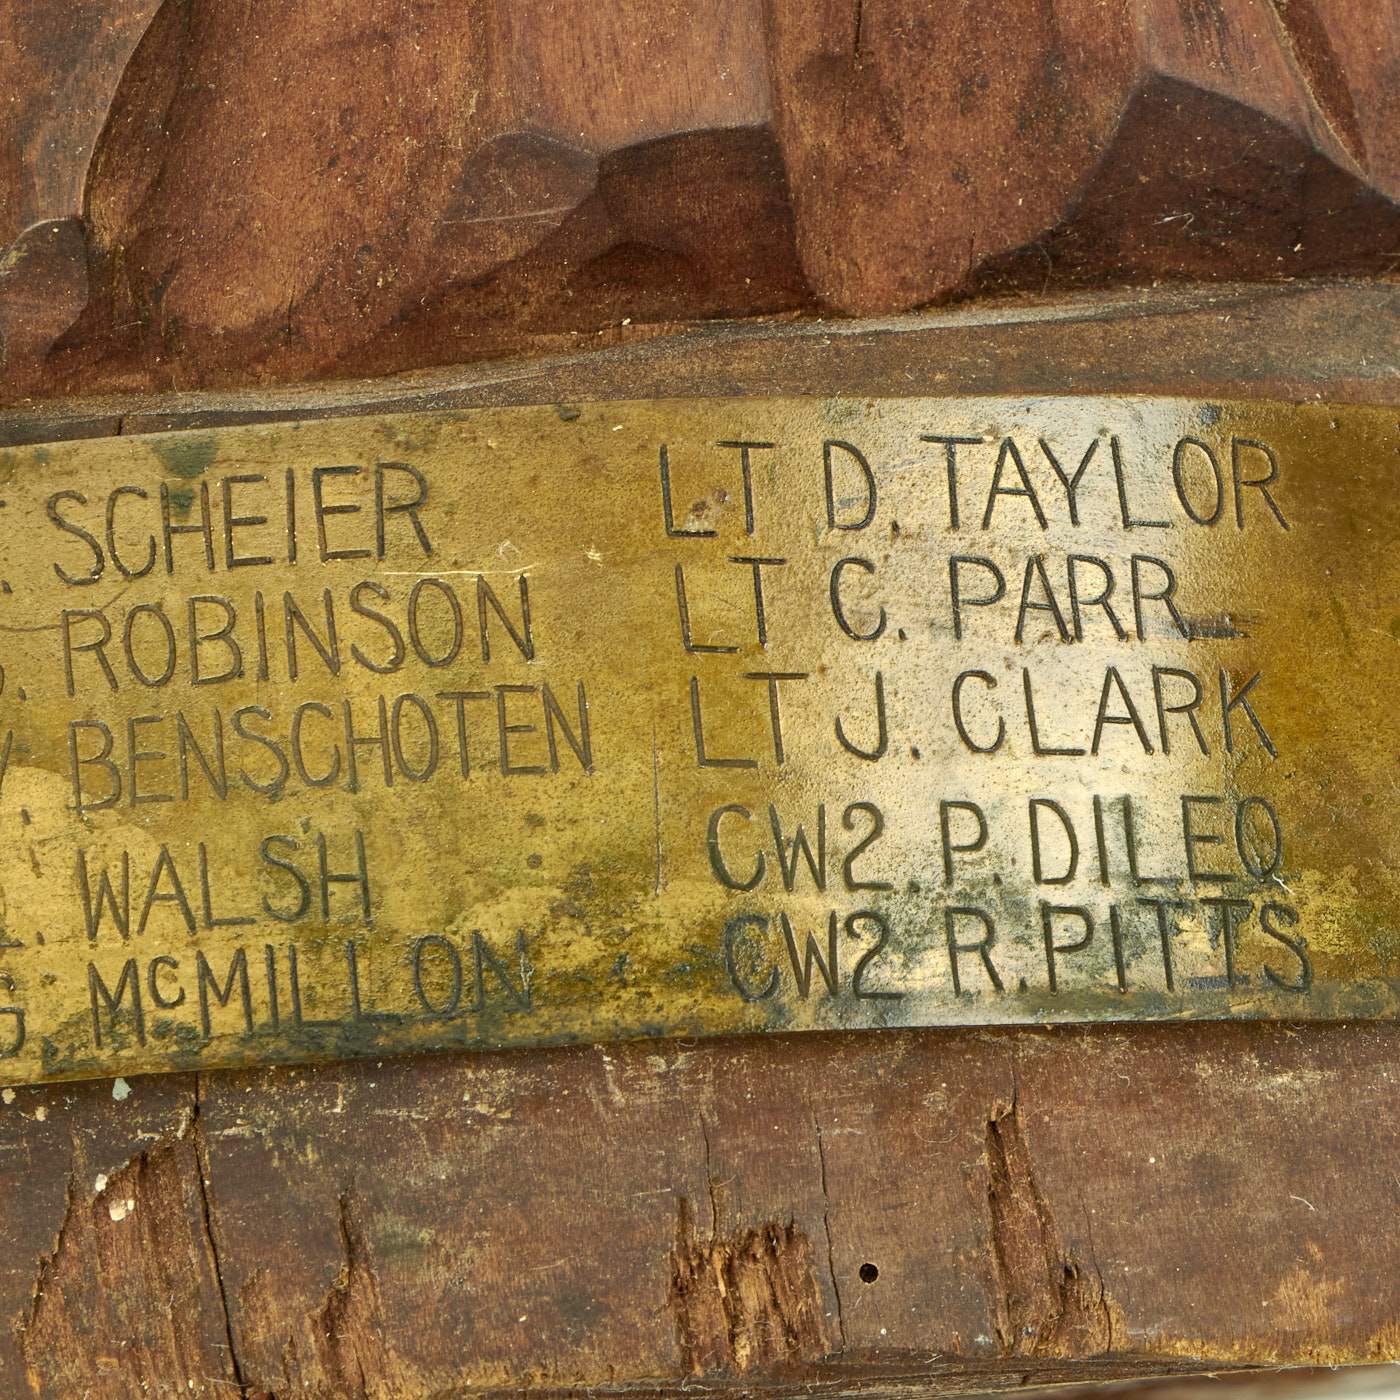 SCHEIER
ROBINSON
BENSCHOTEN
WALSH
G. McMILLON
LT D. TAYLOR
LT C. PARR
LT J. CLARK
CW2. P. DILEO
CW2 R. PITTS